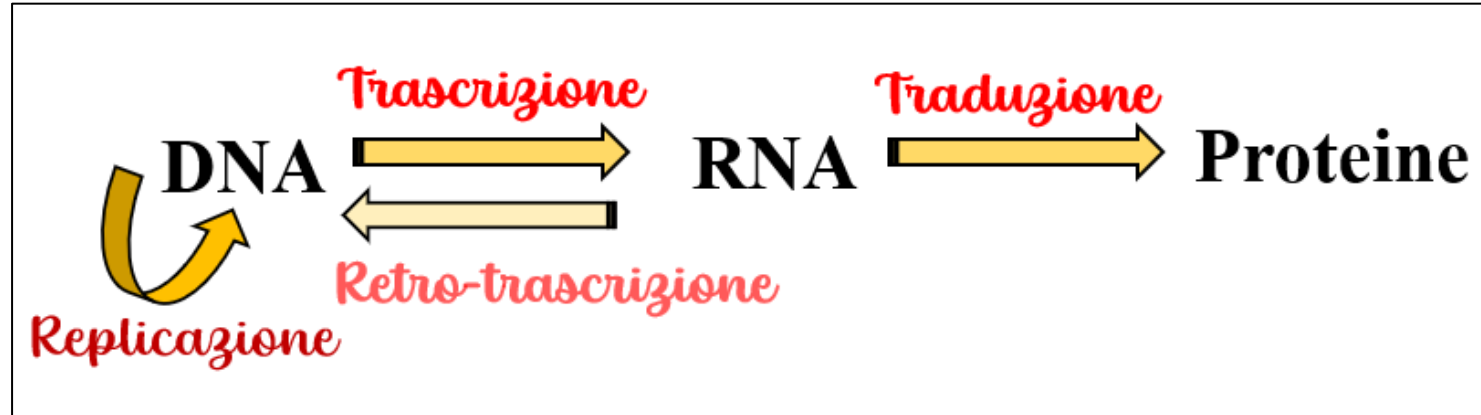 Trascrizione
Traduzione
DNA
RNA
Proteine
Retro-trascrizione
Replicazione